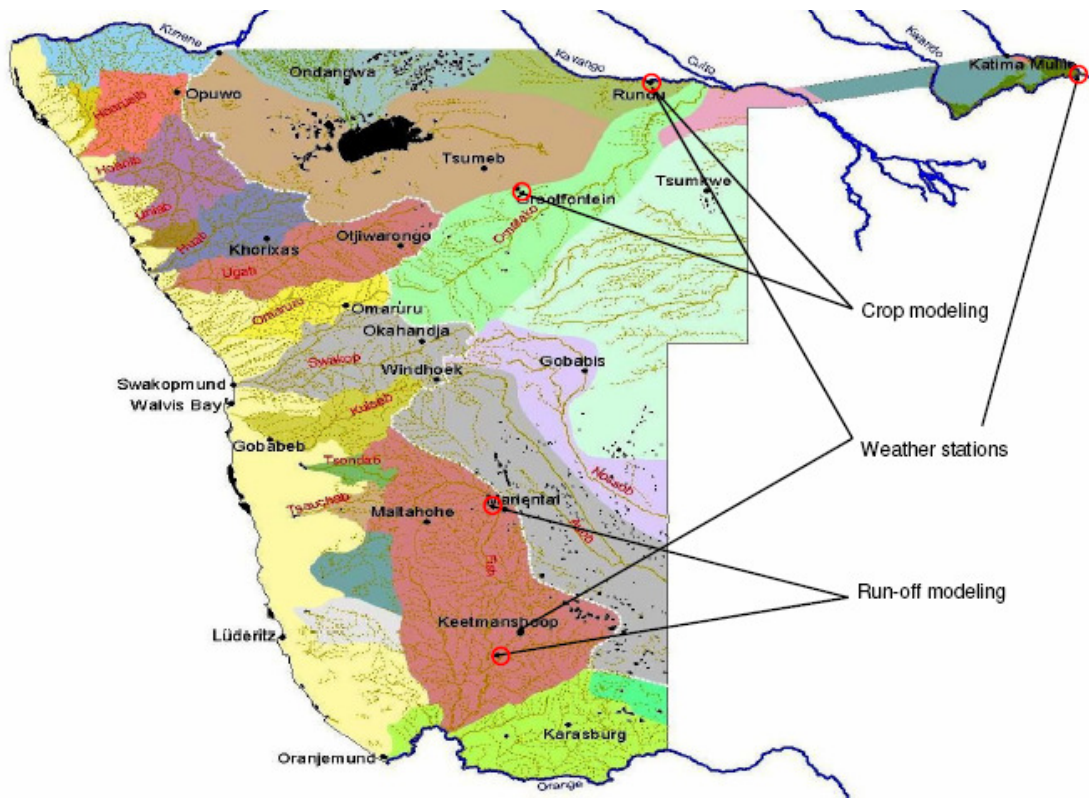 Kunene
Ondangwa
Opuwo
Kavango
Cuito
Kwando
Katima Mulilo
Rundu
Hoanib
Uniab
Huab
Tsumeb
Grootfontein
Tsumkwe
Omatako
Khorixas
Otjiwarongo
Ugab
Crop modeling
Omaruru
Omaruru
Okahandja
Swakop
Windhoek
Gobabis
Swakopmund
Walvis Bay
Kuiseb
Gobabeb
Weather stations
Tsondab
Nossob
Tsauchab
Mariental
Maltahohe
Auob
Fish
Run-off modeling
Keetmanshoop
Lüderitz
Karasburg
Oranjemund
Orange